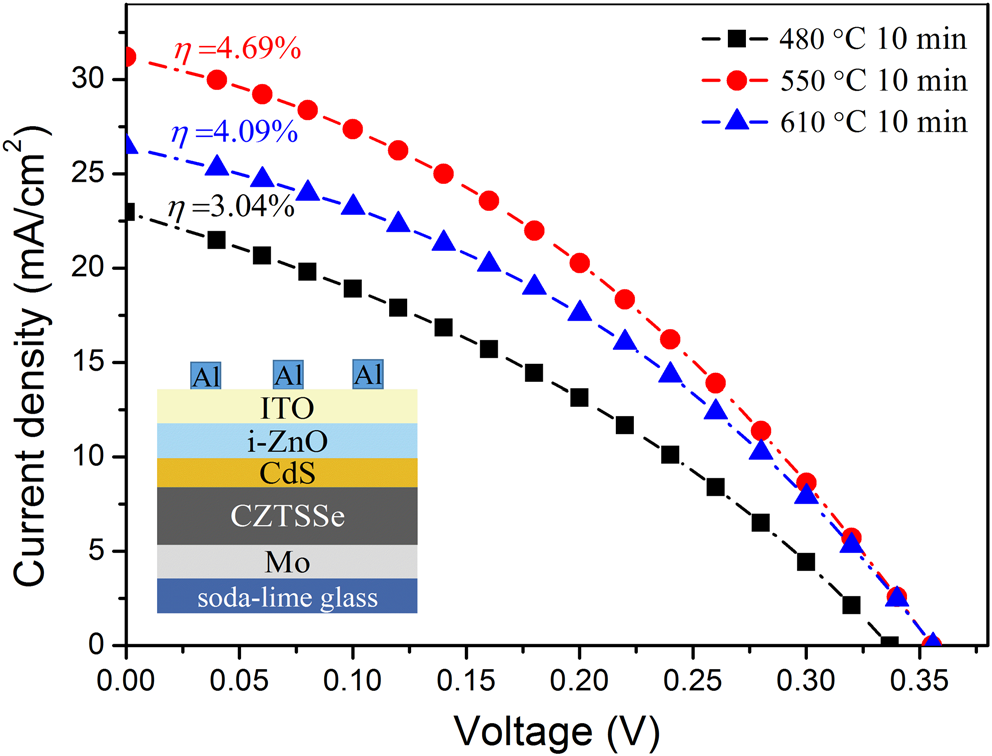 η =4.69%
η =4.09%
η =3.04%
480 °C 10 min
550 °C 10 min
610 °C 10 min
Current density (mA/cm²)
30
25
20
15
10
5
0
Al Al Al
ITO
i-ZnO
CdS
CZTSSe
Mo
soda-lime glass
0.00 0.05 0.10 0.15 0.20 0.25 0.30 0.35
Voltage (V)